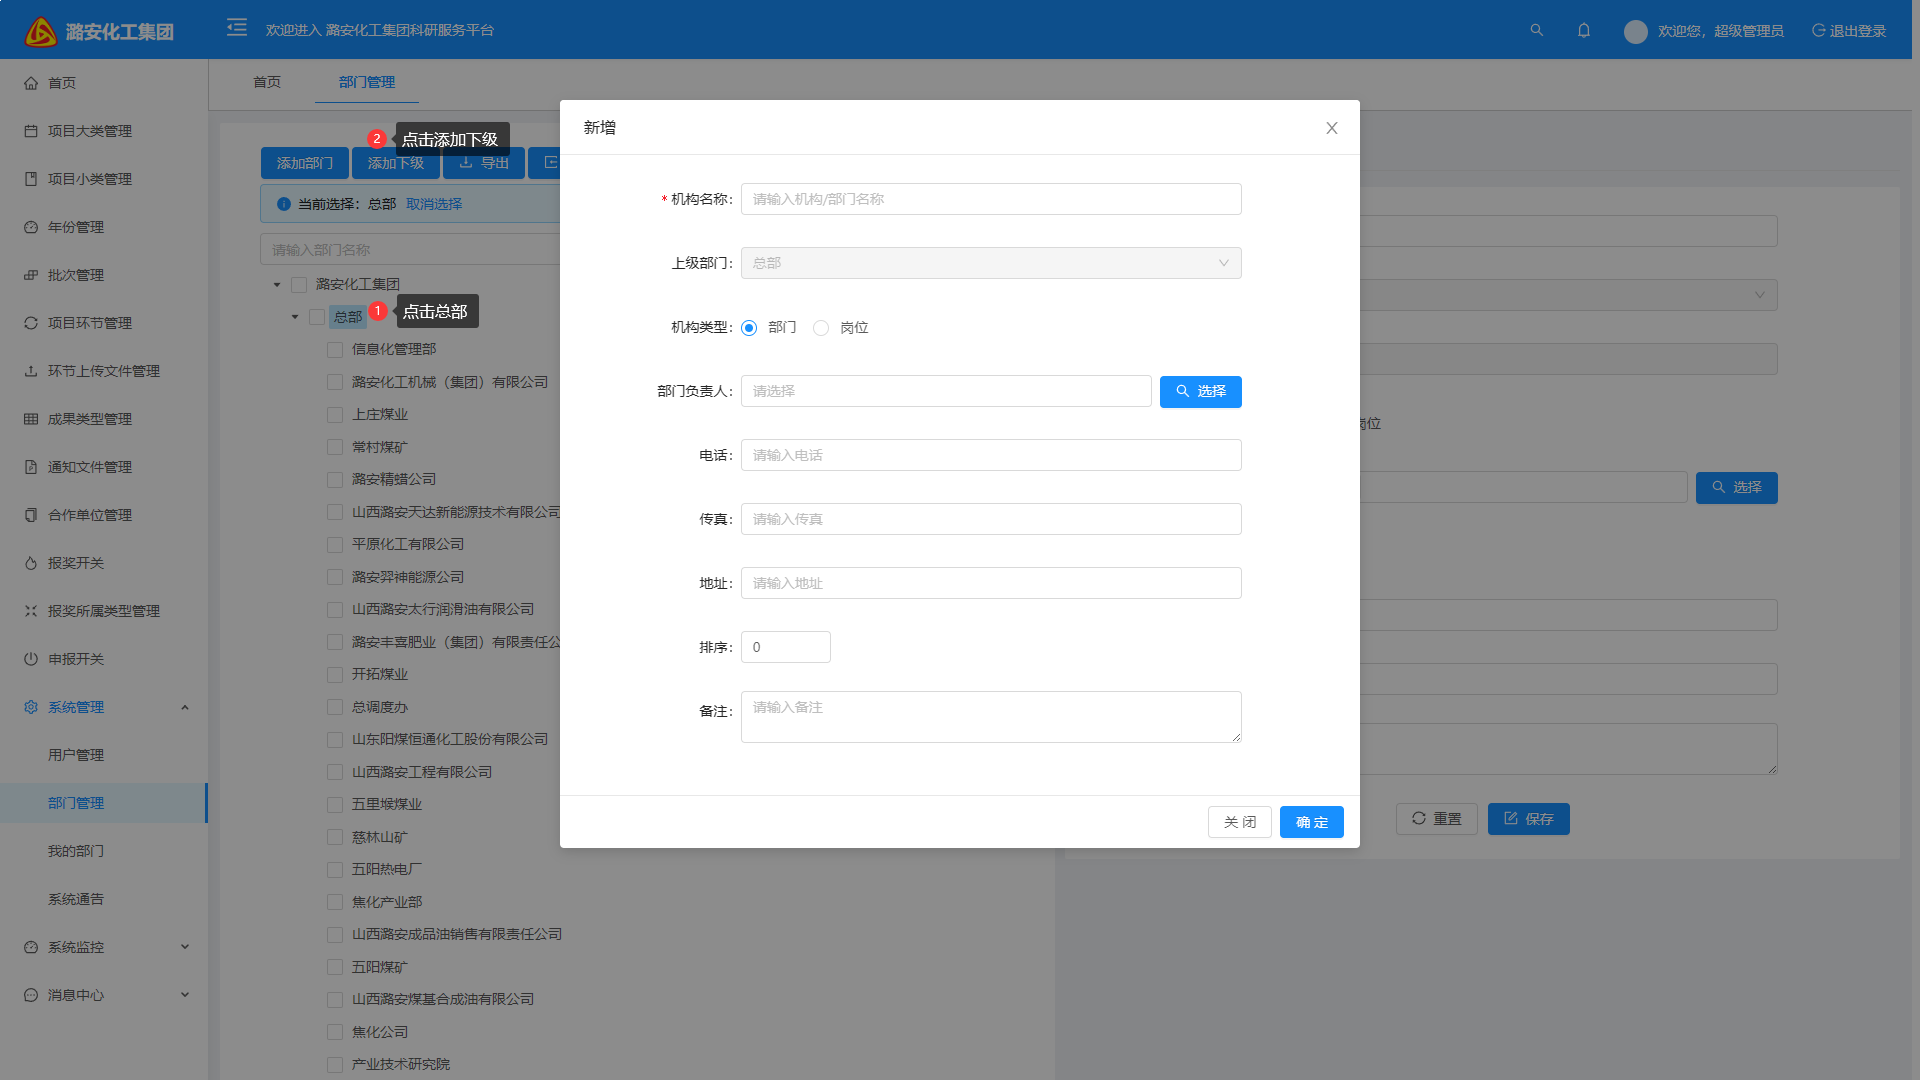 潞安化工集团
欢迎进入 潞安化工集团科研服务平台
欢迎您，超级管理员
退出登录
首页
项目大类管理
项目小类管理
年份管理
批次管理
项目环节管理
环节上传文件管理
成果类型管理
通知文件管理
合作单位管理
报奖开关
报奖所属类型管理
申报开关
系统管理
用户管理
部门管理
我的部门
系统通告
系统监控
消息中心
首页
部门管理
2 点击添加下级
添加部门
添加下级
导出
当前选择：总部 取消选择
请输入部门名称
潞安化工集团
总部
1 点击总部
信息化管理部
潞安化工机械（集团）有限公司
上庄煤业
常村煤矿
潞安精蜡公司
山西潞安天达新能源技术有限公司
平原化工有限公司
潞安羿神能源公司
山西潞安太行润滑油有限公司
潞安丰喜肥业（集团）有限责任公
开拓煤业
总调度办
山东阳煤恒通化工股份有限公司
山西潞安工程有限公司
五里堠煤业
慈林山矿
五阳热电厂
焦化产业部
山西潞安成品油销售有限责任公司
五阳煤矿
山西潞安煤基合成油有限公司
焦化公司
产业技术研究院
新增
* 机构名称：
请输入机构/部门名称
上级部门：
总部
机构类型：
部门
岗位
部门负责人：
请选择
选择
电话：
请输入电话
传真：
请输入传真
地址：
请输入地址
排序：
0
备注：
请输入备注
关 闭
确 定
岗位
选择
重置
保存